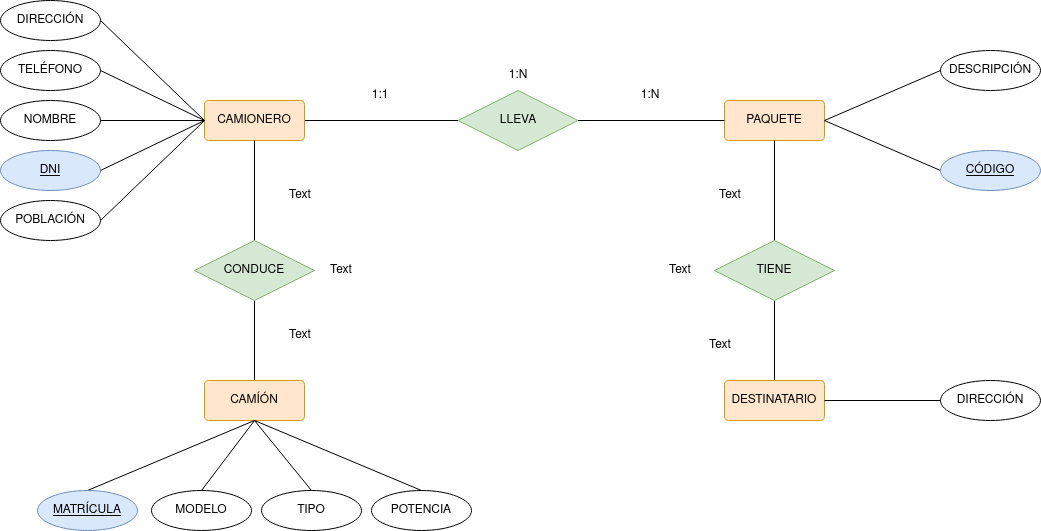 DIRECCIÓN
TELÉFONO
DESCRIPCIÓN
1:N
1:1
1:N
NOMBRE
CAMIONERO
LLEVA
PAQUETE
DNI
CÓDIGO
Text
Text
POBLACIÓN
CONDUCE
Text
Text
TIENE
Text
Text
CAMÍÓN
DESTINATARIO
DIRECCIÓN
MATRÍCULA
MODELO
TIPO
POTENCIA